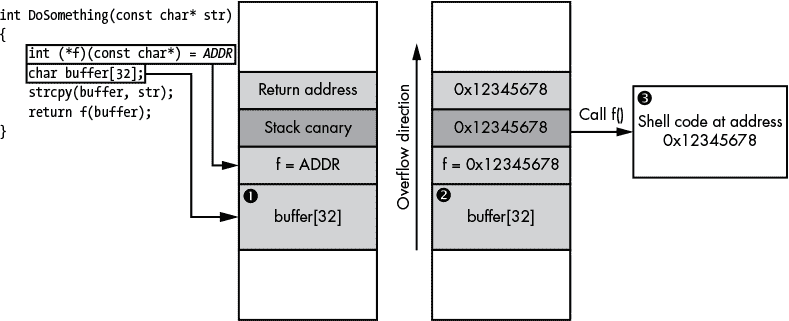 int DoSomething(const char* str)
{
int (*f)(const char*) = ADDR
char buffer[32];
strcpy(buffer, str);
return f(buffer);
}
Return address
Stack canary
f = ADDR
❶
buffer[32]
Overflow direction
0x12345678
0x12345678
f = 0x12345678
❷
buffer[32]
Call f()
❸
Shell code at address
0x12345678